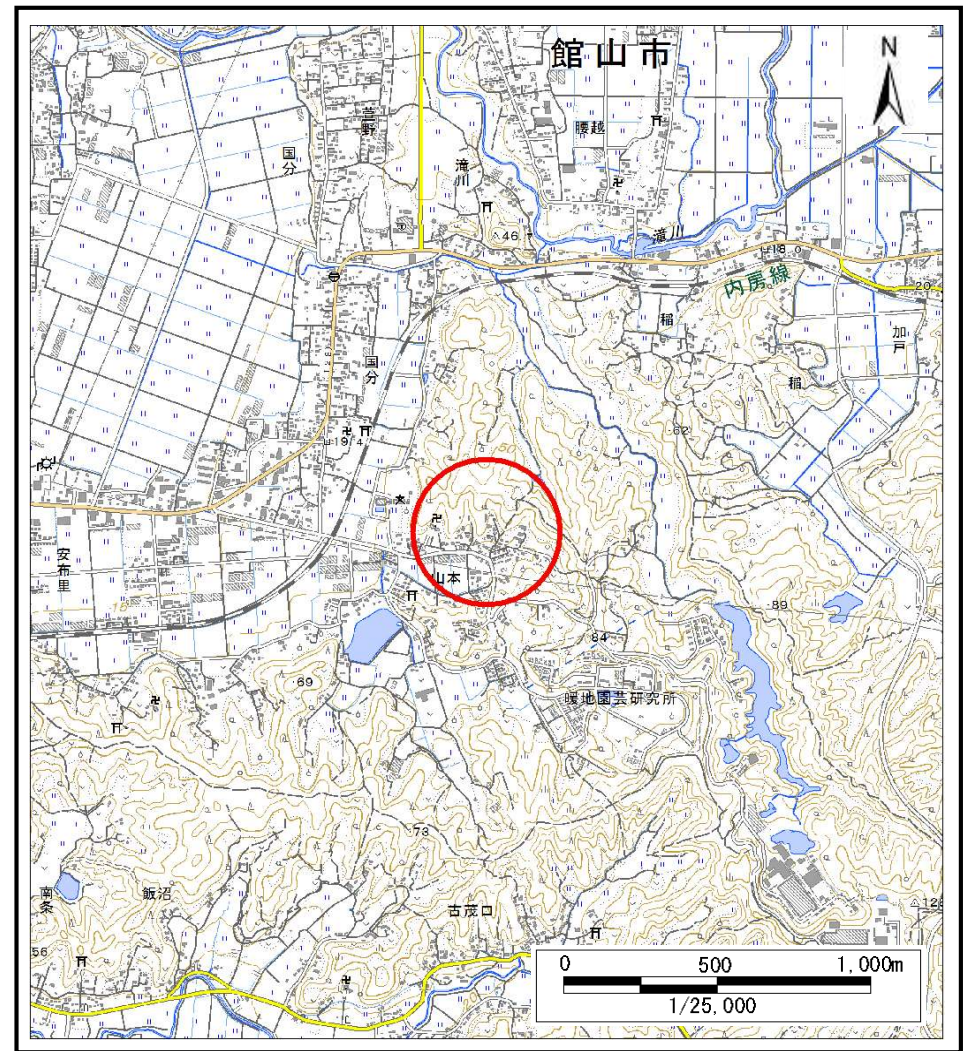 館山市
N
萱野
腰越
国分
滝川
46
滝川
18
内房線
20
稲
加戸
国分
稲
62
19.4
安布里
山本
15
89
84
69
暖地園芸研究所
73
南条
飯沼
古茂口
56
0 500 1,000m
1/25,000